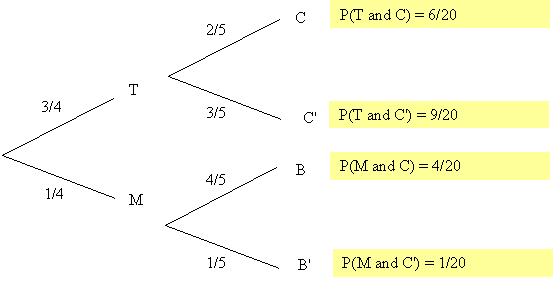 2/5
C
P(T and C) = 6/20
T
3/4
3/5
C'
P(T and C') = 9/20
4/5
B
P(M and C) = 4/20
1/4
M
1/5
B'
P(M and C') = 1/20